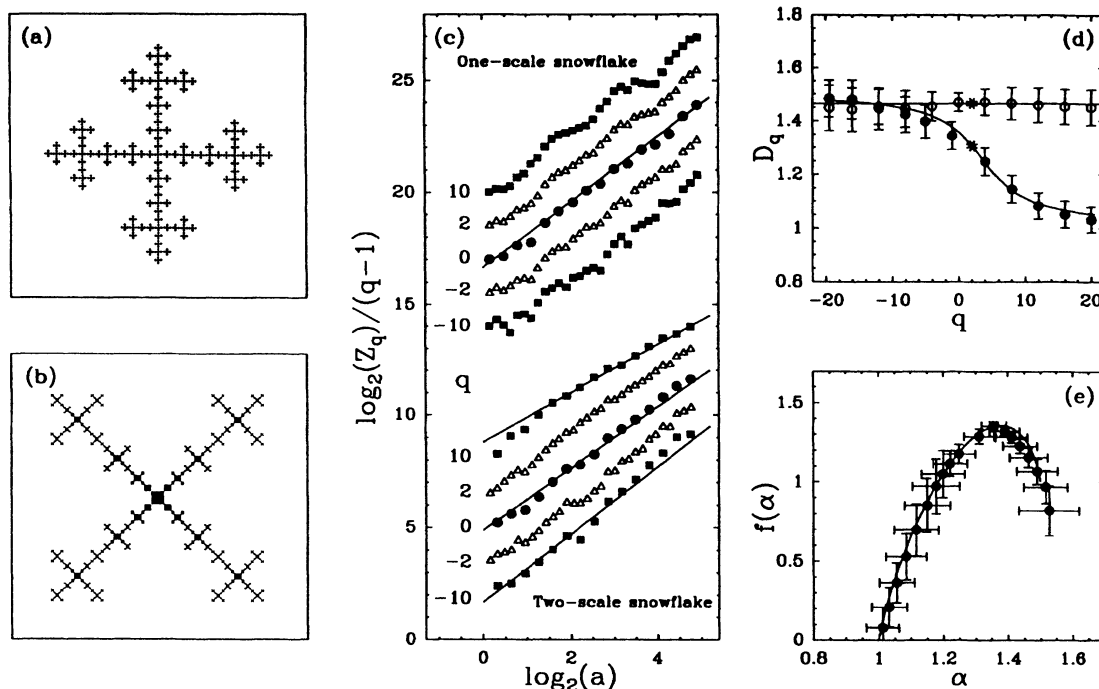 (a)
(b)
(c)
One-scale snowflake
10
2
0
-2
-10
q
10
2
0
-2
-10
Two-scale snowflake
0
5
10
15
20
25
log₂(Z_q)/(q-1)
0
2
4
log₂(a)
(d)
1.8
1.6
1.4
1.2
1
0.8
D_q
-20
-10
0
10
20
q
(e)
1.5
1
0.5
0
f(α)
0.8
1
1.2
1.4
1.6
α